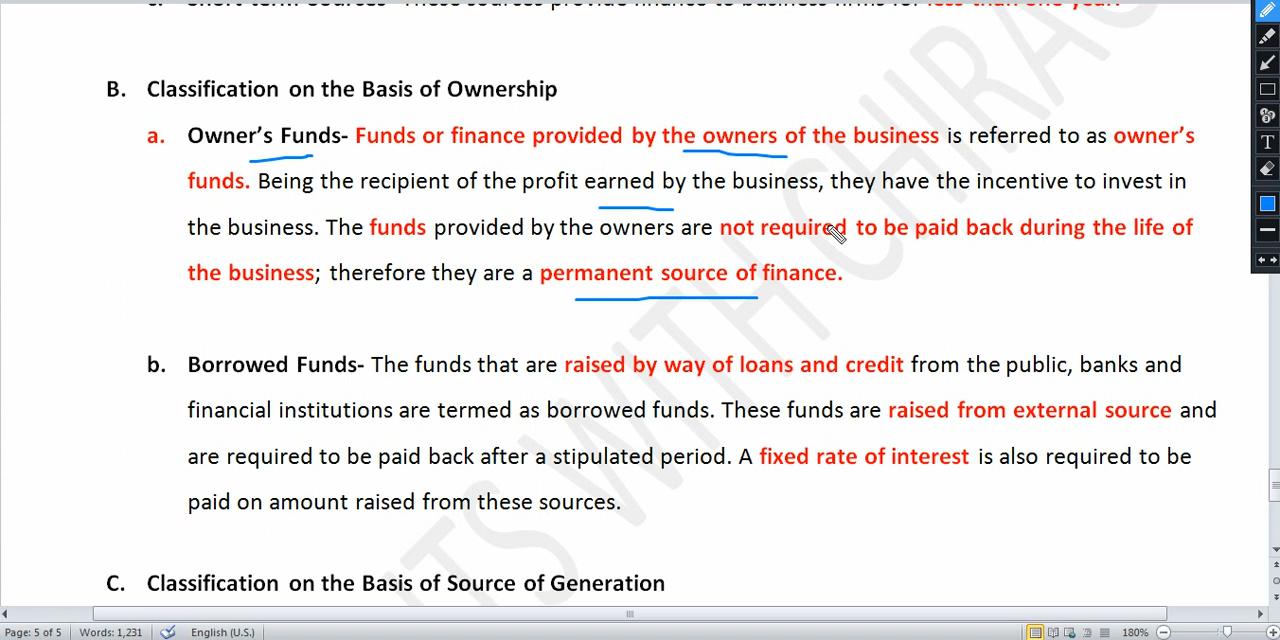 B. Classification on the Basis of Ownership
a. Owner's Funds- Funds or finance provided by the owners of the business is referred to as owner's
funds. Being the recipient of the profit earned by the business, they have the incentive to invest in
the business. The funds provided by the owners are not required to be paid back during the life of
the business; therefore they are a permanent source of finance.
b. Borrowed Funds- The funds that are raised by way of loans and credit from the public, banks and
financial institutions are termed as borrowed funds. These funds are raised from external source and
are required to be paid back after a stipulated period. A fixed rate of interest is also required to be
paid on amount raised from these sources.
C. Classification on the Basis of Source of Generation
ITS WITH CHIRAG
T
Page: 5 of 5 Words: 1,231 English (U.S.) 180%